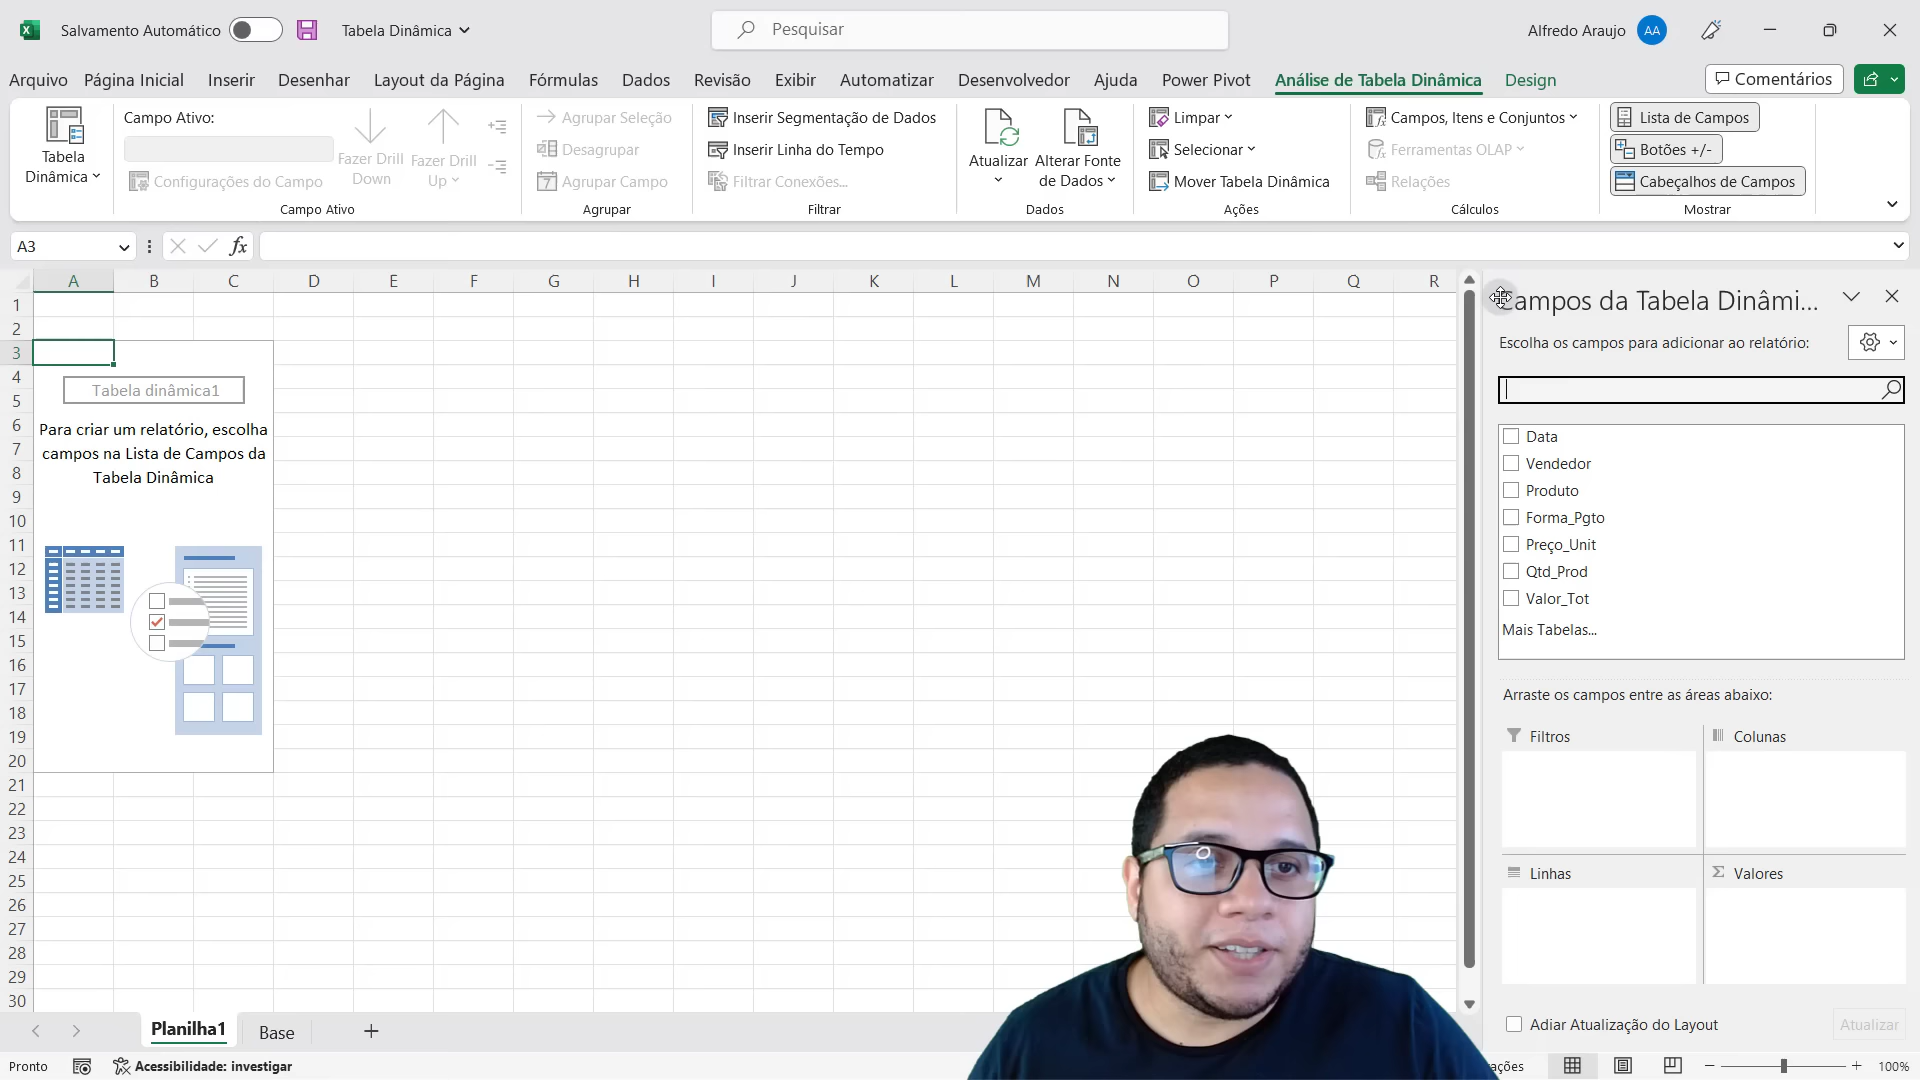 Salvamento Automático
Tabela Dinâmica
Pesquisar
Alfredo Araujo
AA
Arquivo
Página Inicial
Inserir
Desenhar
Layout da Página
Fórmulas
Dados
Revisão
Exibir
Automatizar
Desenvolvedor
Ajuda
Power Pivot
Análise de Tabela Dinâmica
Design
Comentários
Tabela
Dinâmica
Campo Ativo:
Configurações do Campo
Fazer Drill
Down
Fazer Drill
Up
Campo Ativo
Agrupar Seleção
Desagrupar
Agrupar Campo
Agrupar
Inserir Segmentação de Dados
Inserir Linha do Tempo
Filtrar Conexões...
Filtrar
Atualizar
Alterar Fonte
de Dados
Dados
Limpar
Selecionar
Mover Tabela Dinâmica
Ações
Campos, Itens e Conjuntos
Ferramentas OLAP
Relações
Cálculos
Lista de Campos
Botões +/-
Cabeçalhos de Campos
Mostrar
A3
fx
A B C D E F G H I J K L M N O P Q R
1
2
3
4
5
6
7
8
9
10
11
12
13
14
15
16
17
18
19
20
21
22
23
24
25
26
27
28
29
30
Tabela dinâmica1
Para criar um relatório, escolha
campos na Lista de Campos da
Tabela Dinâmica
Campos da Tabela Dinâmi...
Escolha os campos para adicionar ao relatório:
Data
Vendedor
Produto
Forma_Pgto
Preço_Unit
Qtd_Prod
Valor_Tot
Mais Tabelas...
Arraste os campos entre as áreas abaixo:
Filtros
Colunas
Linhas
Σ Valores
Adiar Atualização do Layout
Atualizar
Planilha1
Base
Pronto
Acessibilidade: investigar
100%